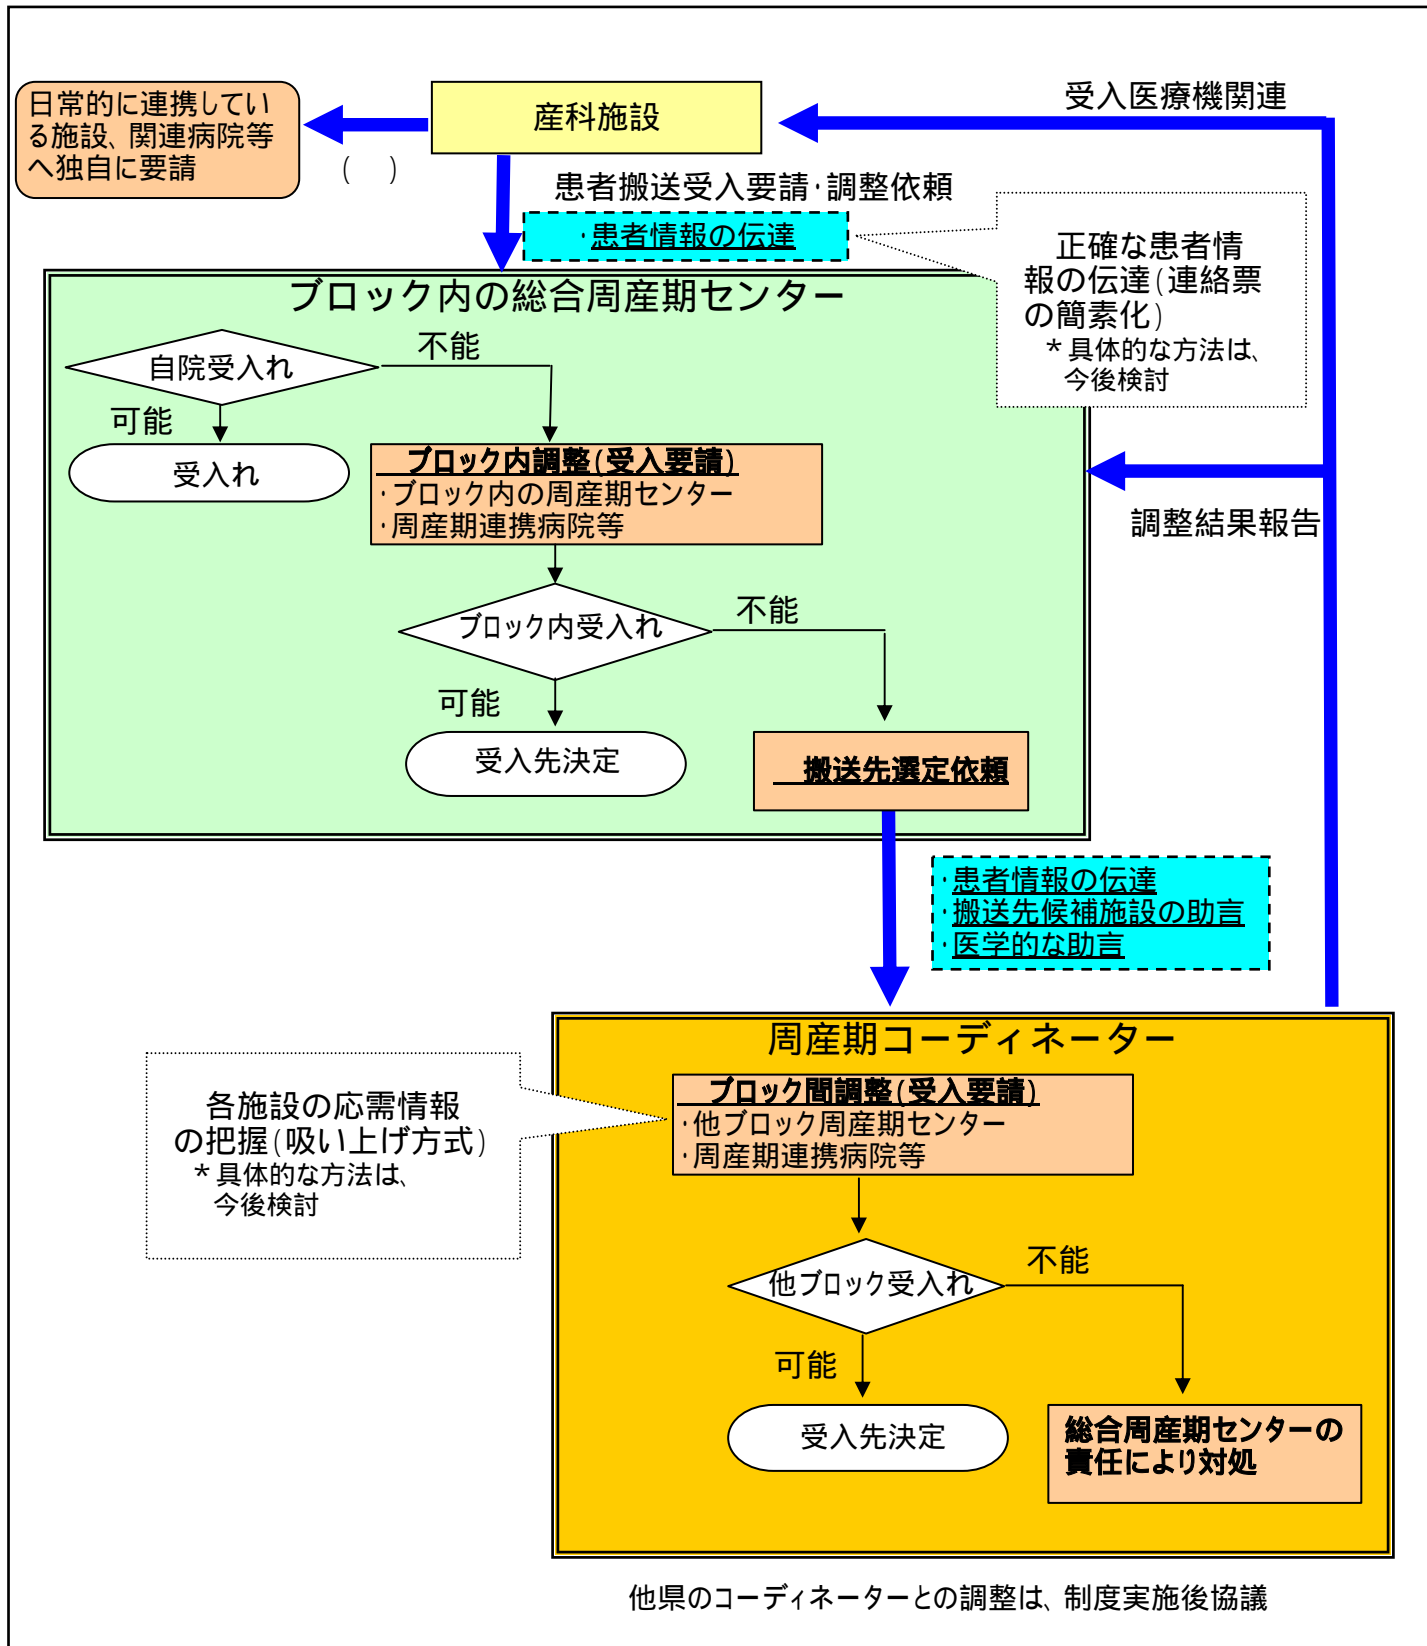 日常的に連携してい
る施設、関連病院等
へ独自に要請
(　)
産科施設
受入医療機関連
患者搬送受入要請・調整依頼
・患者情報の伝達
正確な患者情
報の伝達(連絡票
の簡素化)
＊具体的な方法は、
今後検討
ブロック内の総合周産期センター
自院受入れ
不能
可能
受入れ
ブロック内調整(受入要請)
・ブロック内の周産期センター
・周産期連携病院等
調整結果報告
ブロック内受入れ
不能
可能
受入先決定
搬送先選定依頼
・患者情報の伝達
・搬送先候補施設の助言
・医学的な助言
周産期コーディネーター
ブロック間調整(受入要請)
・他ブロック周産期センター
・周産期連携病院等
各施設の応需情報
の把握(吸い上げ方式)
＊具体的な方法は、
今後検討
他ブロック受入れ
不能
可能
受入先決定
総合周産期センターの
責任により対処
他県のコーディネーターとの調整は、制度実施後協議